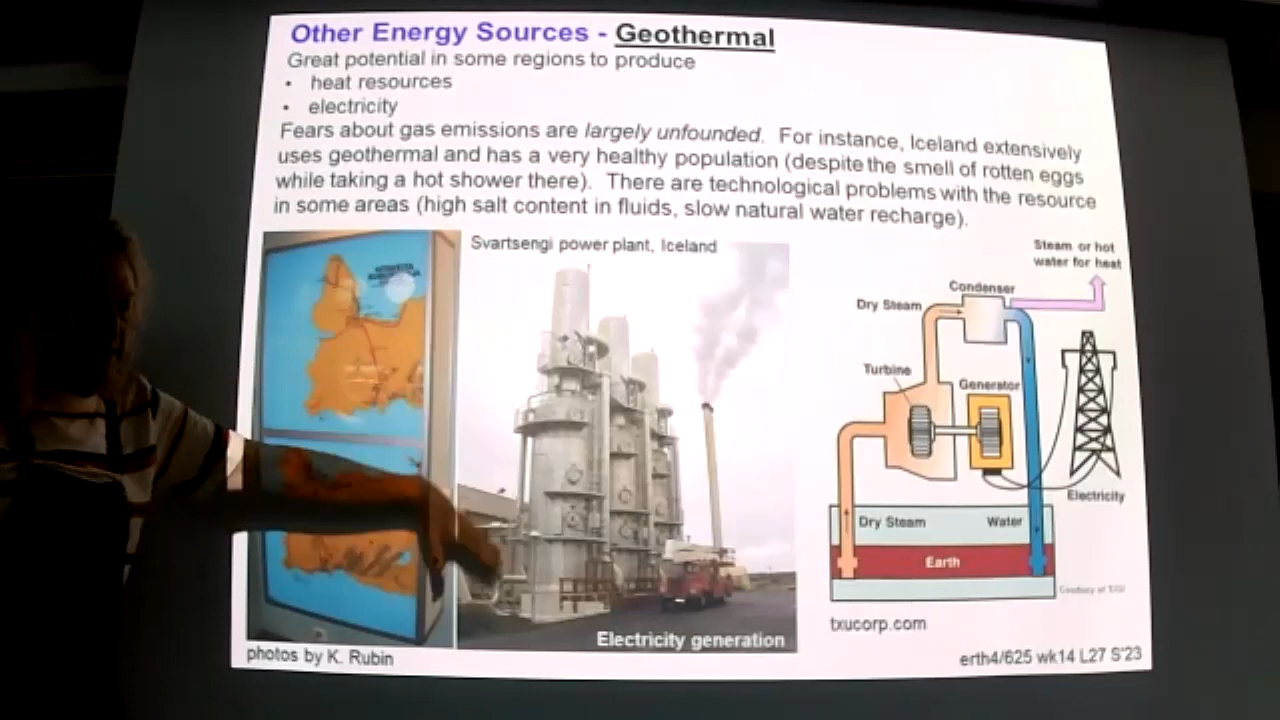 Other Energy Sources - Geothermal
Great potential in some regions to produce
• heat resources
• electricity
Fears about gas emissions are largely unfounded. For instance, Iceland extensively
uses geothermal and has a very healthy population (despite the smell of rotten eggs
while taking a hot shower there). There are technological problems with the resource
in some areas (high salt content in fluids, slow natural water recharge).
Svartsengi power plant, Iceland
Steam or hot
water for heat
Condenser
Dry Steam
Turbine
Generator
Electricity
Dry Steam
Water
Earth
Courtesy of TXU
txucorp.com
Electricity generation
photos by K. Rubin
erth4/625 wk14 L27 S'23